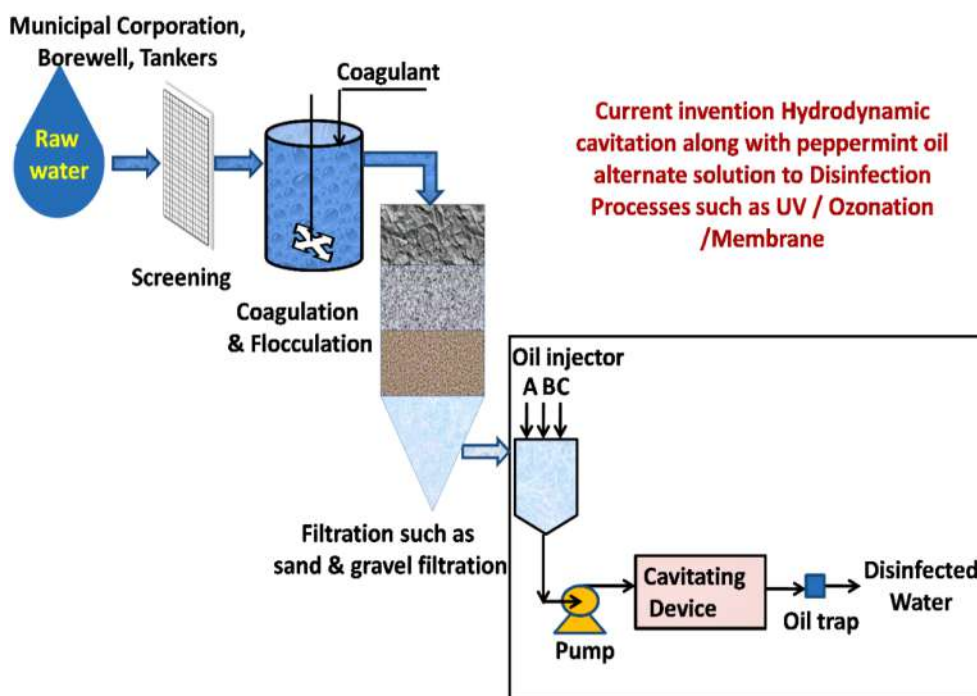 Municipal Corporation,
Borewell, Tankers
Coagulant
Raw
water
Current invention Hydrodynamic
cavitation along with peppermint oil
alternate solution to Disinfection
Processes such as UV / Ozonation
/Membrane
Screening
Coagulation
& Flocculation
Oil injector
A BC
Filtration such as
sand & gravel filtration
Cavitating
Device
Disinfected
Water
Oil trap
Pump